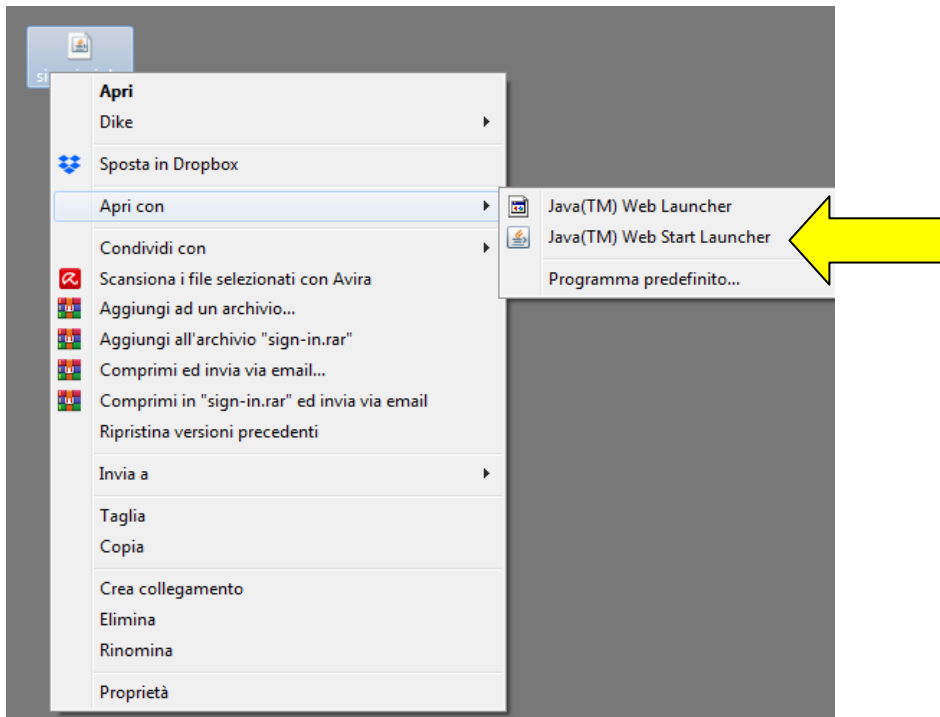 Apri
Dike
Sposta in Dropbox
Apri con
Java(TM) Web Launcher
Java(TM) Web Start Launcher
Programma predefinito...
Condividi con
Scansiona i file selezionati con Avira
Aggiungi ad un archivio...
Aggiungi all'archivio "sign-in.rar"
Comprimi ed invia via email...
Comprimi in "sign-in.rar" ed invia via email
Ripristina versioni precedenti
Invia a
Taglia
Copia
Crea collegamento
Elimina
Rinomina
Proprietà